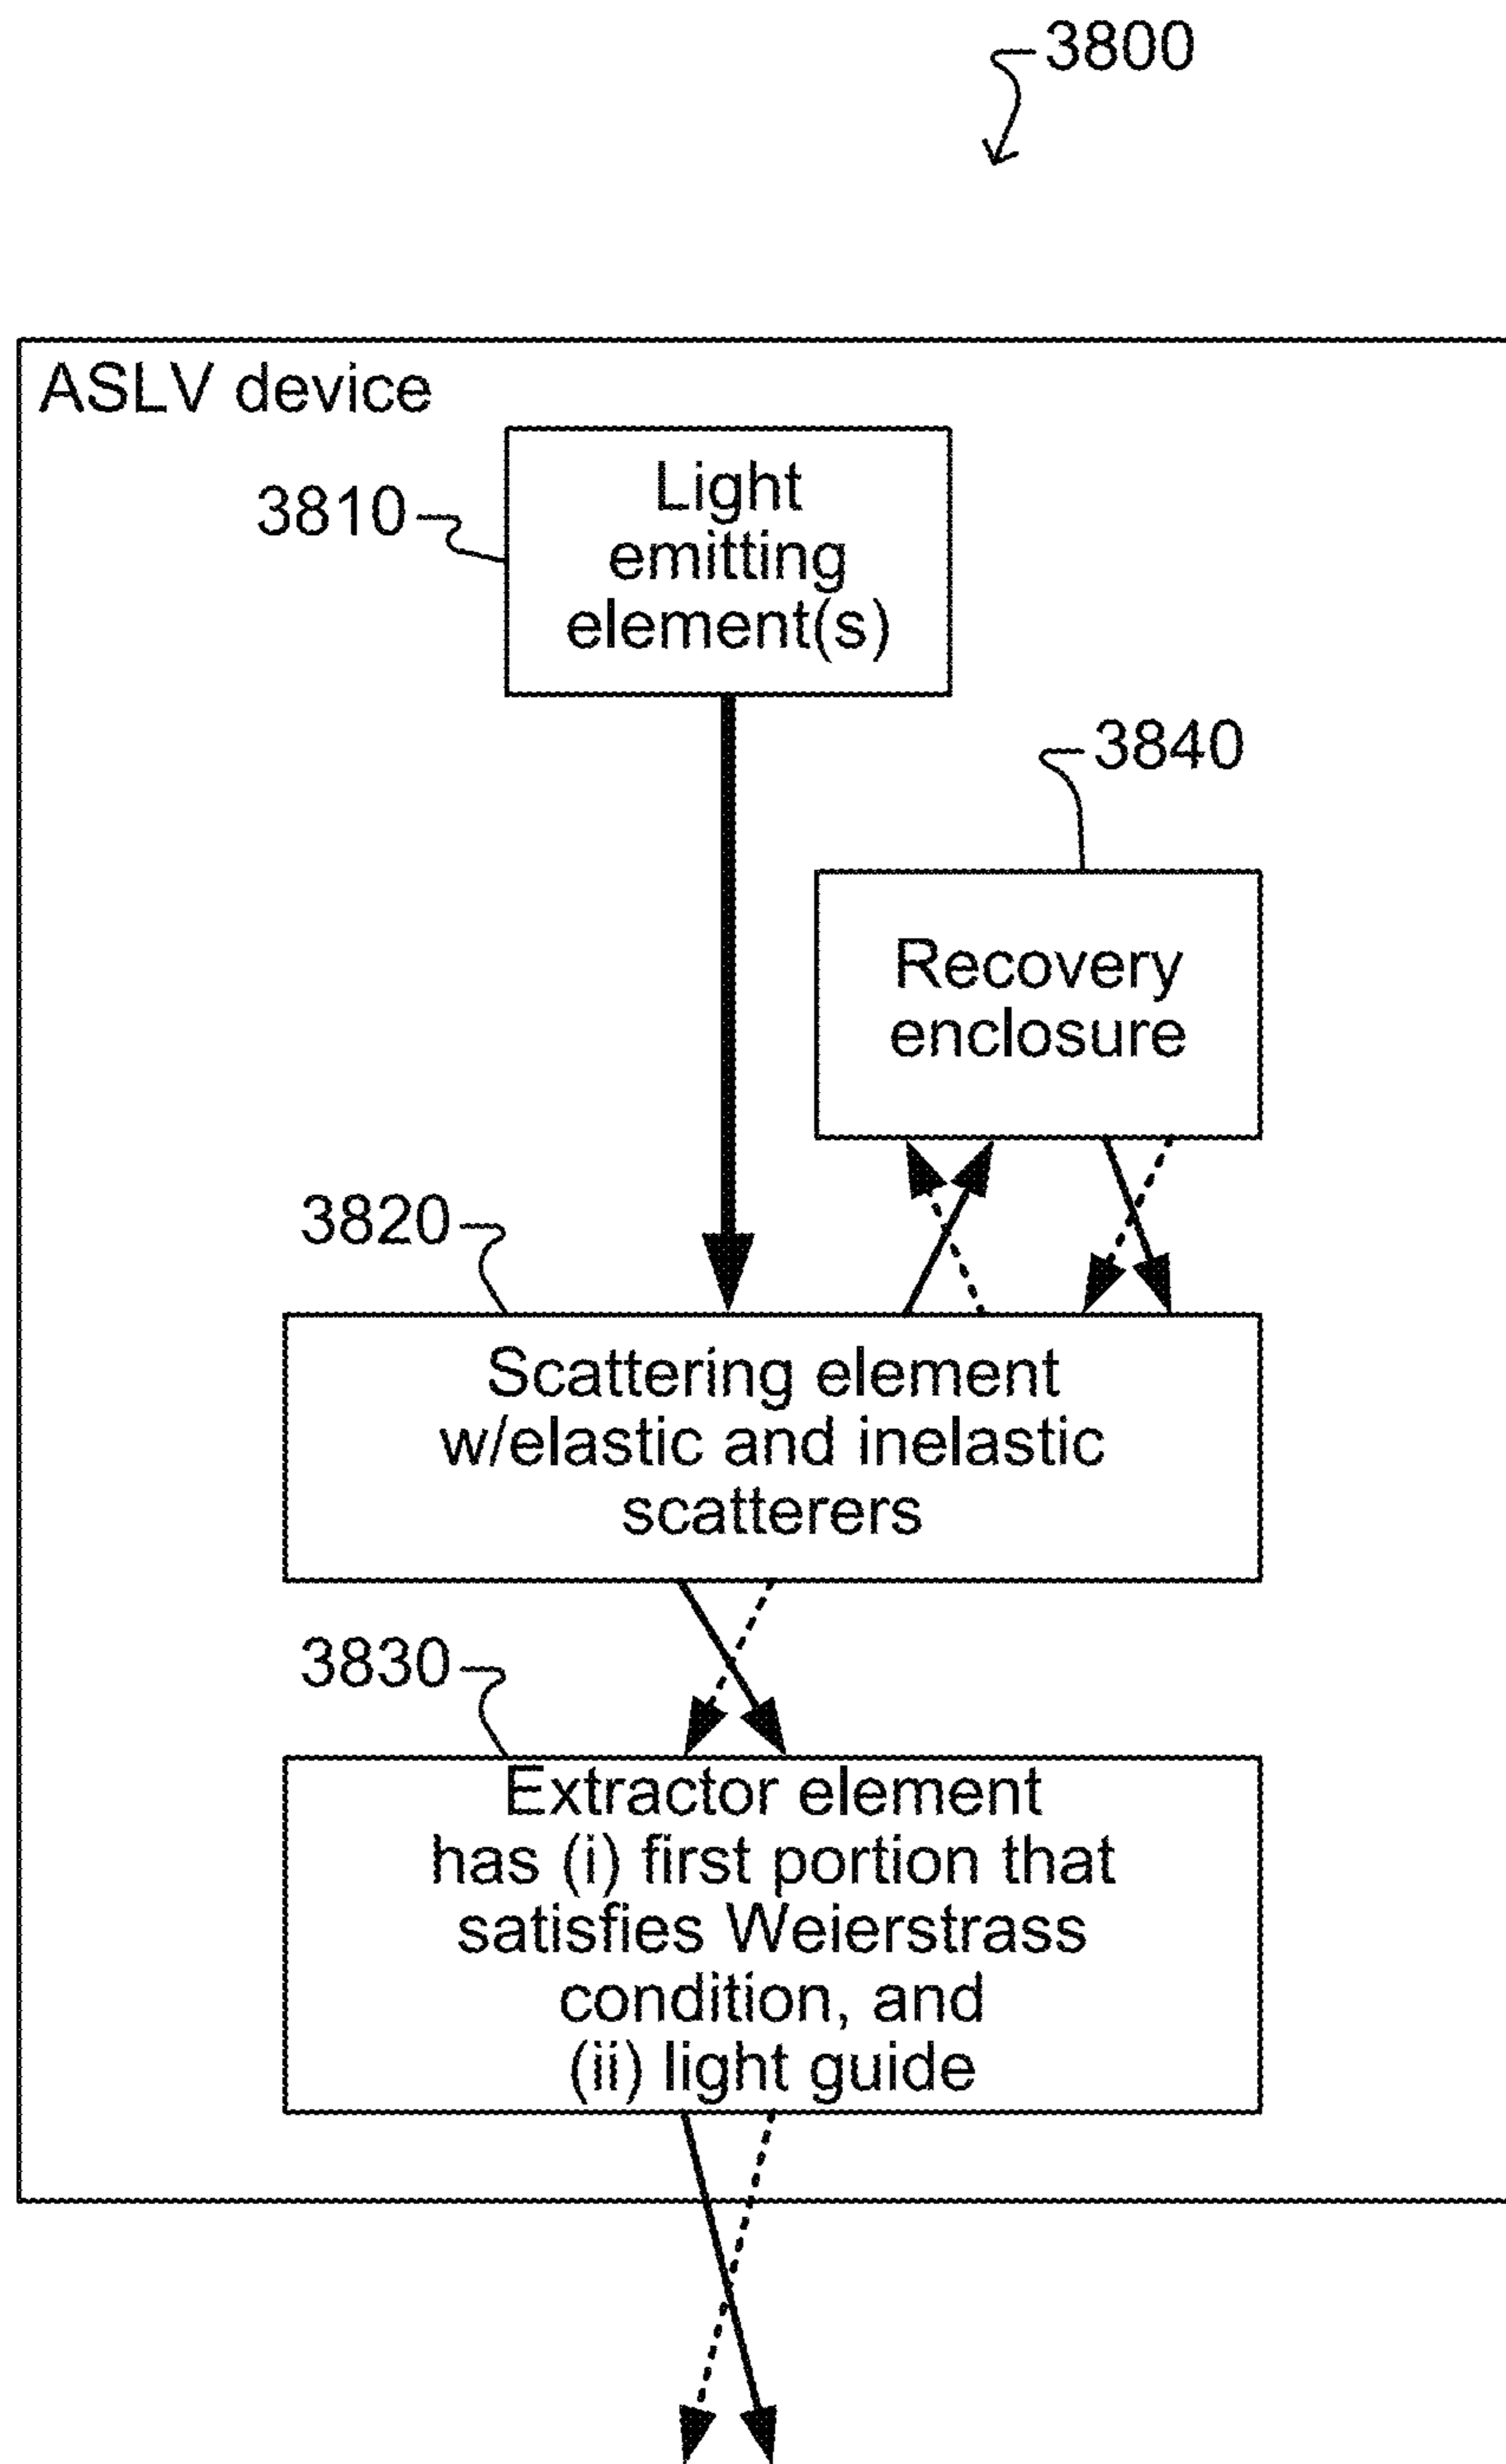 3800
ASLV device
3810
Light
emitting
element(s)
3840
Recovery
enclosure
3820
Scattering element
w/elastic and inelastic
scatterers
3830
Extractor element
has (i) first portion that
satisfies Weierstrass
condition, and
(ii) light guide